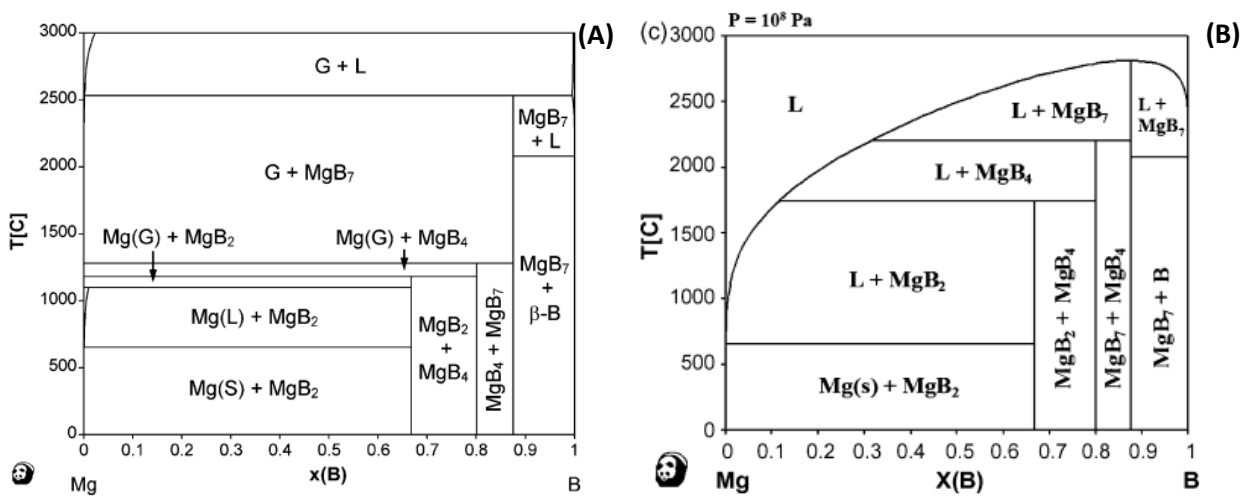 (A)
3000
2500
2000
1500
1000
500
0
T[C]
G + L
MgB₇
+ L
G + MgB₇
Mg(G) + MgB₂
Mg(G) + MgB₄
Mg(L) + MgB₂
Mg(S) + MgB₂
MgB₂
+
MgB₄
MgB₄ + MgB₇
MgB₇
+
β-B
0 0.1 0.2 0.3 0.4 0.5 0.6 0.7 0.8 0.9 1
Mg x(B) B
(c) P = 10⁸ Pa (B)
3000
2500
2000
1500
1000
500
0
T[C]
L
L + MgB₇
L +
MgB₇
L + MgB₄
L + MgB₂
Mg(s) + MgB₂
MgB₂ + MgB₄
MgB₇ + MgB₄
MgB₇ + B
0 0.1 0.2 0.3 0.4 0.5 0.6 0.7 0.8 0.9 1
Mg X(B) B